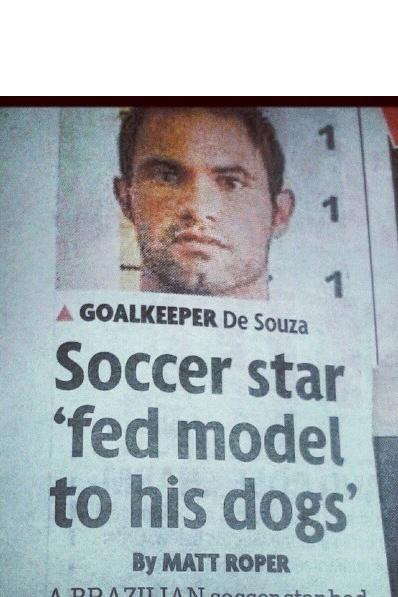 1
1
1
▲ GOALKEEPER De Souza
Soccer star
‘fed model
to his dogs’
By MATT ROPER
A BRAZILIAN soccer star had